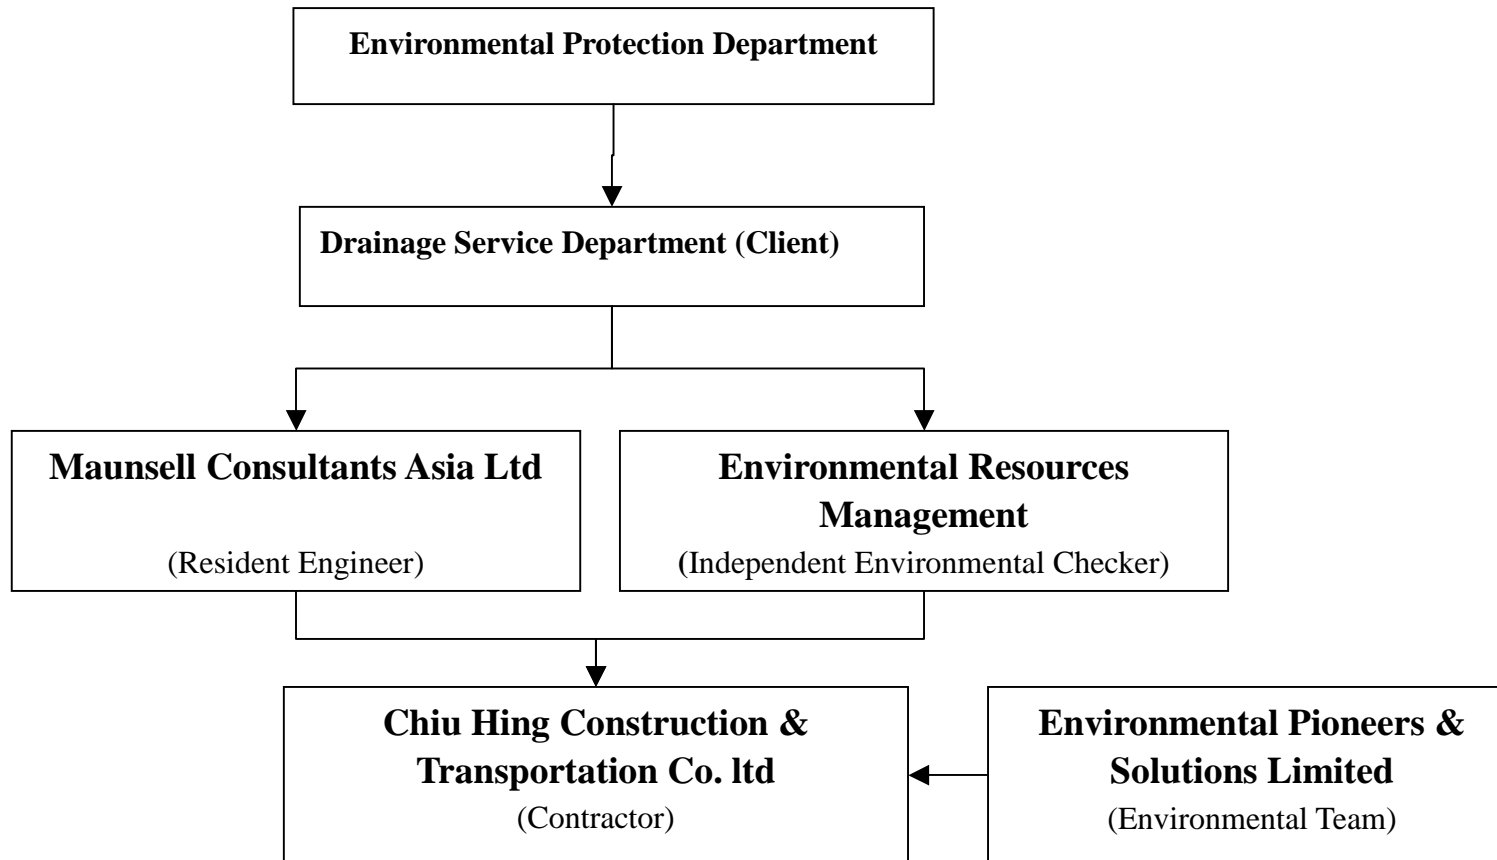 Environmental Protection Department
Drainage Service Department (Client)
Maunsell Consultants Asia Ltd
(Resident Engineer)
Environmental Resources
Management
(Independent Environmental Checker)
Chiu Hing Construction &
Transportation Co. ltd
(Contractor)
Environmental Pioneers &
Solutions Limited
(Environmental Team)